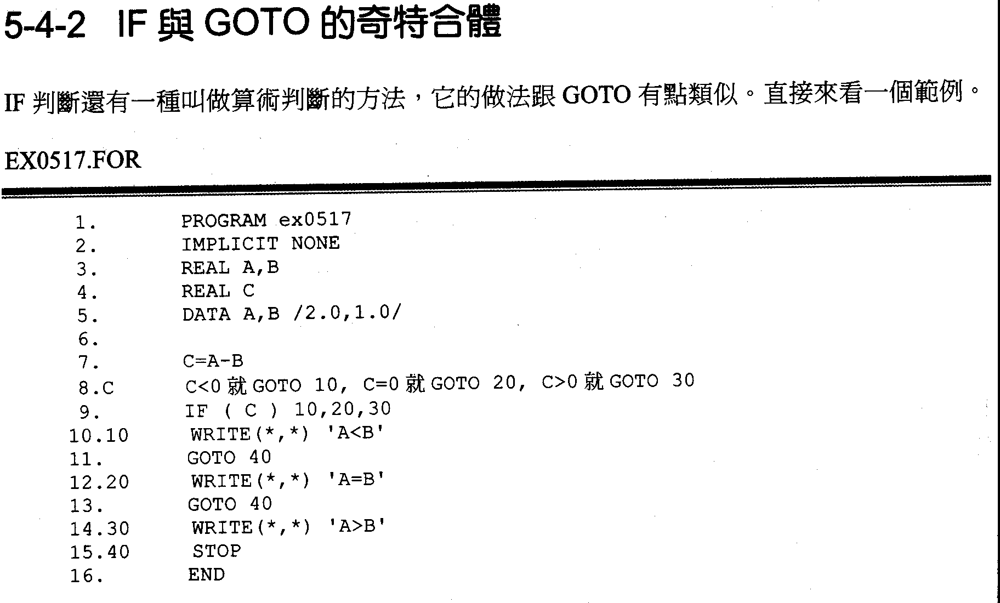 5-4-2 IF 與 GOTO 的奇特合體
IF 判斷還有一種叫做算術判斷的方法，它的做法跟 GOTO 有點類似。直接來看一個範例。
EX0517.FOR
1. PROGRAM ex0517
2. IMPLICIT NONE
3. REAL A,B
4. REAL C
5. DATA A,B /2.0,1.0/
6.
7. C=A-B
8.C C<0 就 GOTO 10, C=0 就 GOTO 20, C>0 就 GOTO 30
9. IF ( C ) 10,20,30
10.10 WRITE(*,*) 'A<B'
11. GOTO 40
12.20 WRITE(*,*) 'A=B'
13. GOTO 40
14.30 WRITE(*,*) 'A>B'
15.40 STOP
16. END